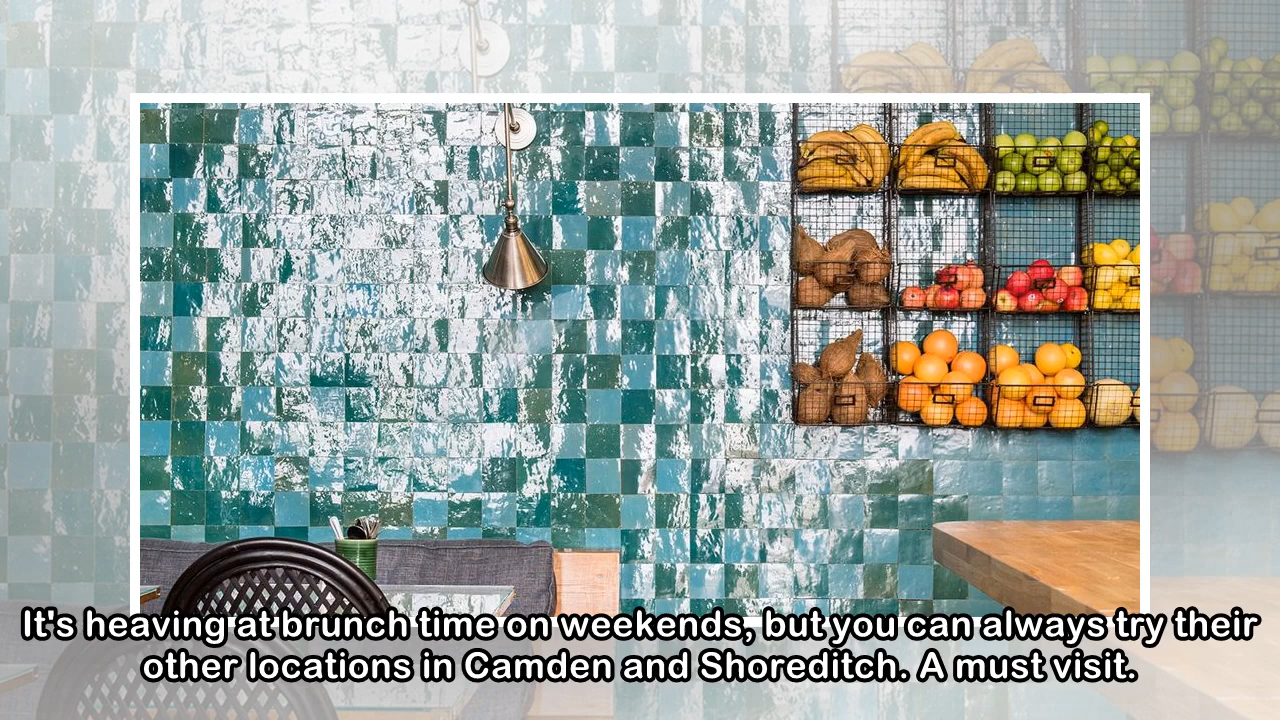 It's heaving at brunch time on weekends, but you can always try their
other locations in Camden and Shoreditch. A must visit.